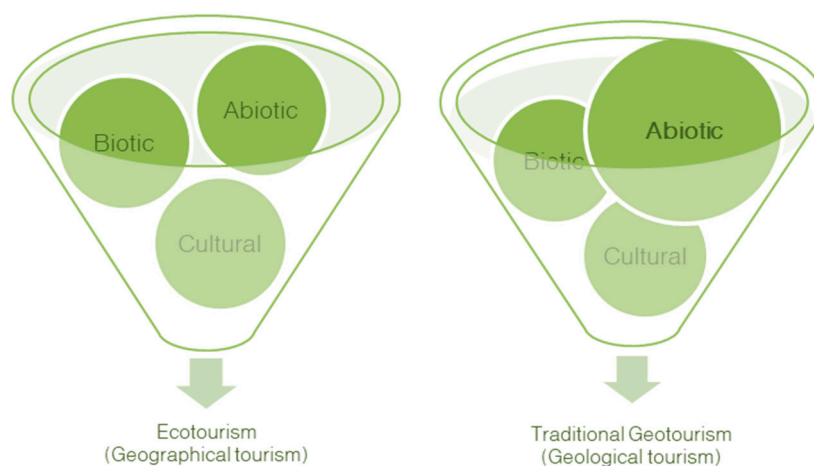 Biotic
Abiotic
Cultural
Ecotourism
(Geographical tourism)
Biotic
Abiotic
Cultural
Traditional Geotourism
(Geological tourism)